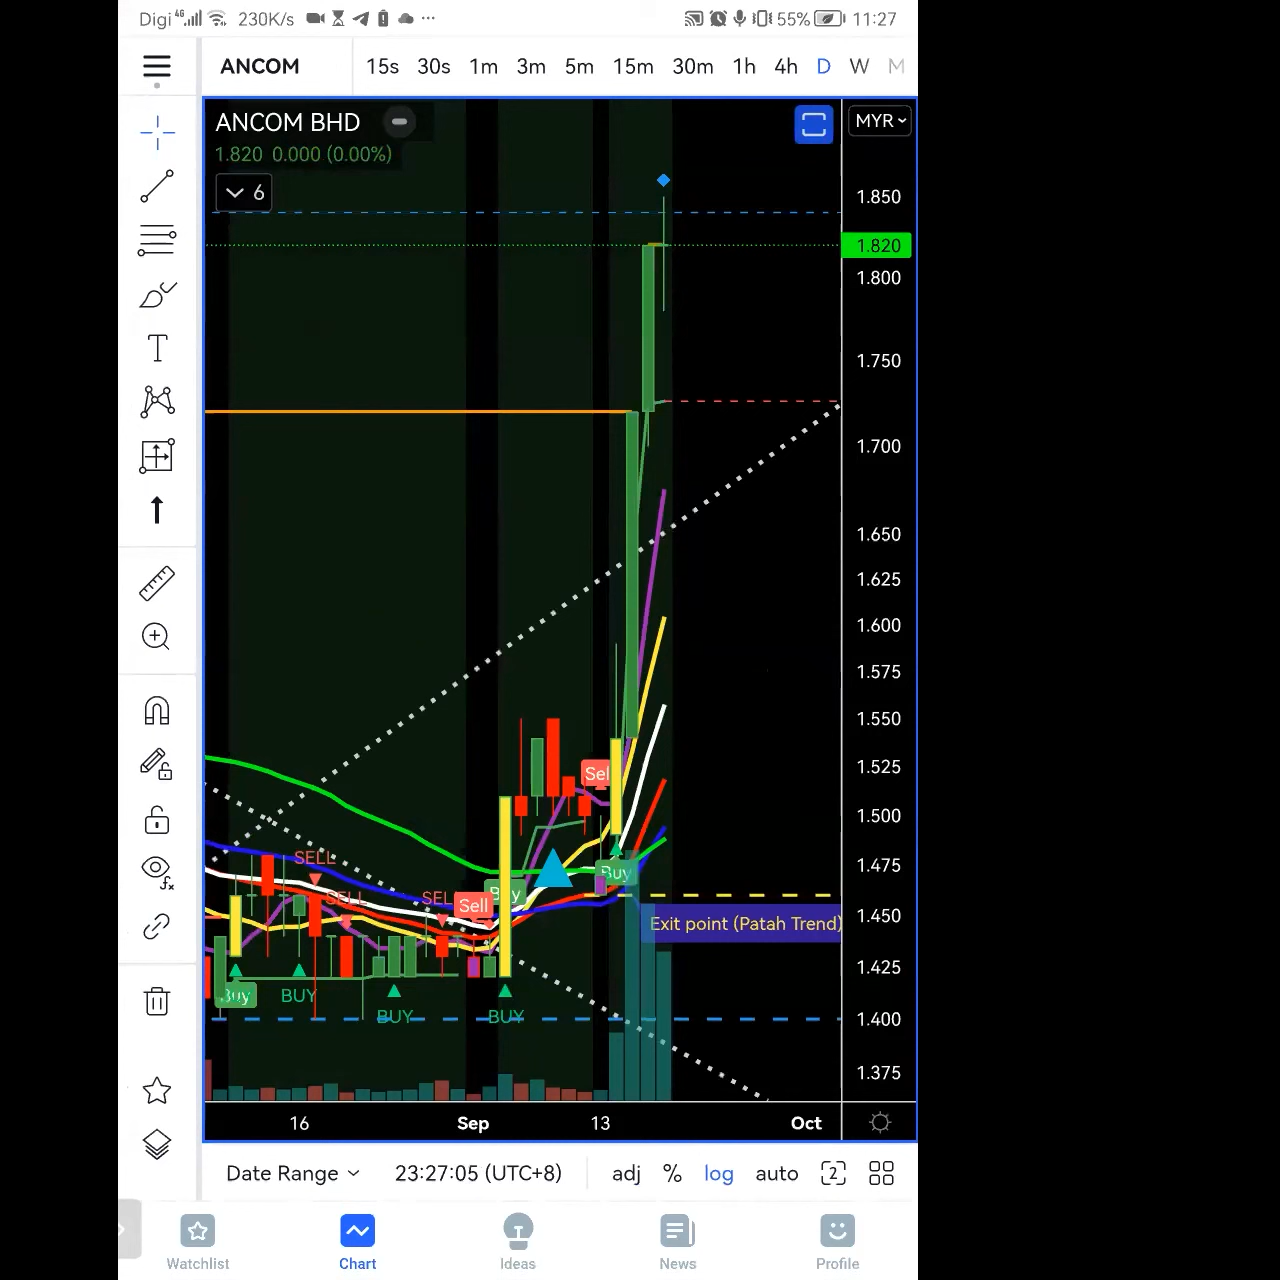 Digi 4G 230K/s 55% 11:27
ANCOM 15s 30s 1m 3m 5m 15m 30m 1h 4h D W M
ANCOM BHD MYR
1.820 0.000 (0.00%)
6
1.850
1.820
1.800
1.750
1.700
1.650
1.625
1.600
1.575
1.550
1.525
Sel
1.500
SELL
1.475
Buy
Buy
SELL
SEL
Sell
1.450
Exit point (Patah Trend)
1.425
Buy
BUY
BUY
BUY
1.400
1.375
16 Sep 13 Oct
Date Range 23:27:05 (UTC+8) adj % log auto 2
Watchlist Chart Ideas News Profile